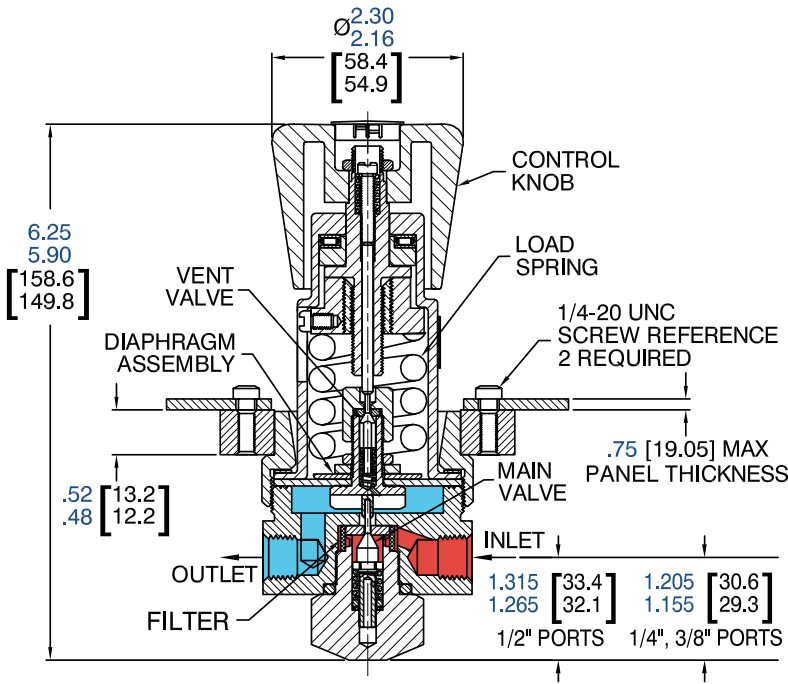 Ø2.30
2.16
[58.4
54.9]
CONTROL
KNOB
6.25
5.90
[158.6
149.8]
LOAD
SPRING
VENT
VALVE
1/4-20 UNC
SCREW REFERENCE
2 REQUIRED
DIAPHRAGM
ASSEMBLY
.75 [19.05] MAX
PANEL THICKNESS
MAIN
VALVE
.52 [13.2
.48 12.2]
INLET
OUTLET
FILTER
1.315 [33.4
1.265 32.1]
1/2" PORTS
1.205 [30.6
1.155 29.3]
1/4", 3/8" PORTS